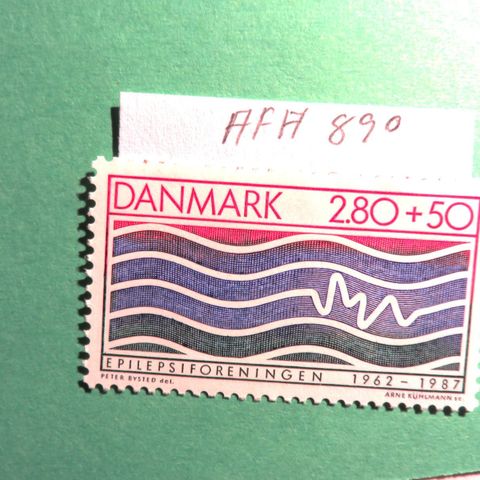 AFA 890
DANMARK 2.80+50
EPILEPSIFORENINGEN 1962-1987
PETER BYSTED del. ARNE KÜHLMANN sc.